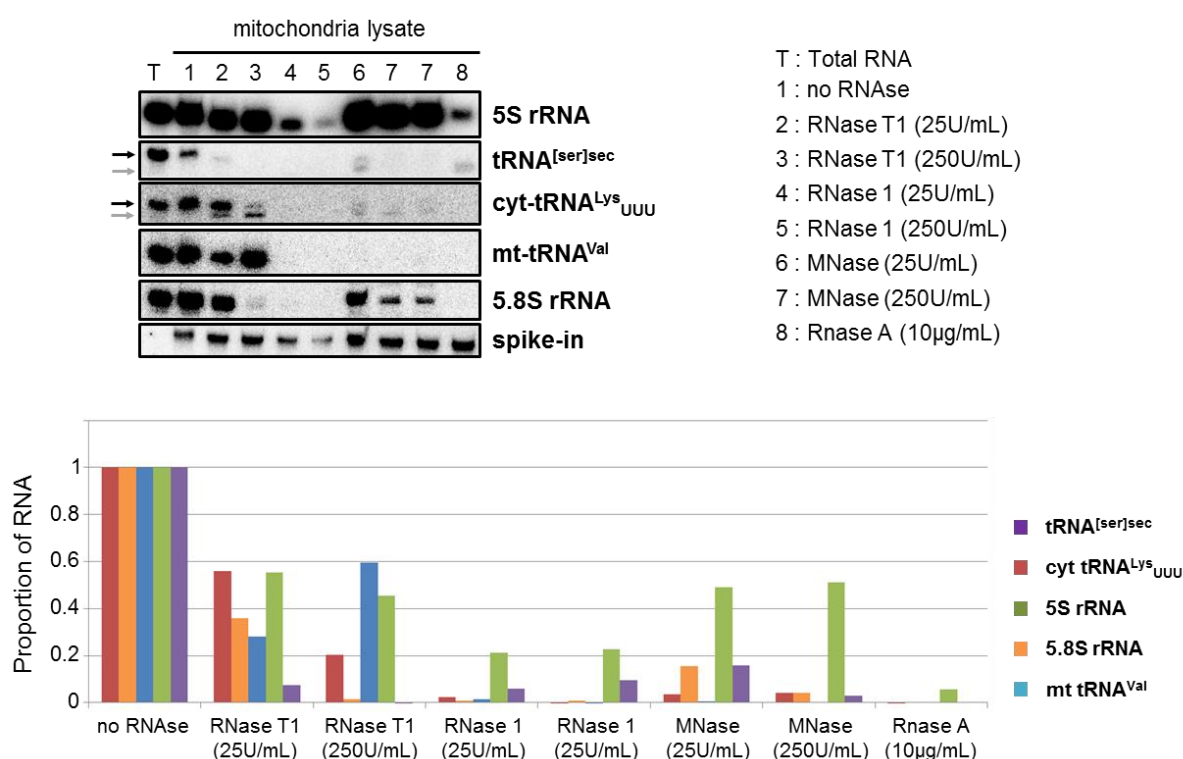 mitochondria lysate
T 1 2 3 4 5 6 7 7 8
5S rRNA
tRNA[ser]sec
cyt-tRNALysUUU
mt-tRNAVal
5.8S rRNA
spike-in
T : Total RNA
1 : no RNAse
2 : RNase T1 (25U/mL)
3 : RNase T1 (250U/mL)
4 : RNase 1 (25U/mL)
5 : RNase 1 (250U/mL)
6 : MNase (25U/mL)
7 : MNase (250U/mL)
8 : Rnase A (10µg/mL)
Proportion of RNA
1
0.8
0.6
0.4
0.2
0
no RNAse
RNase T1
(25U/mL)
RNase T1
(250U/mL)
RNase 1
(25U/mL)
RNase 1
(25U/mL)
MNase
(25U/mL)
MNase
(250U/mL)
Rnase A
(10µg/mL)
tRNA[ser]sec
cyt tRNALysUUU
5S rRNA
5.8S rRNA
mt tRNAVal